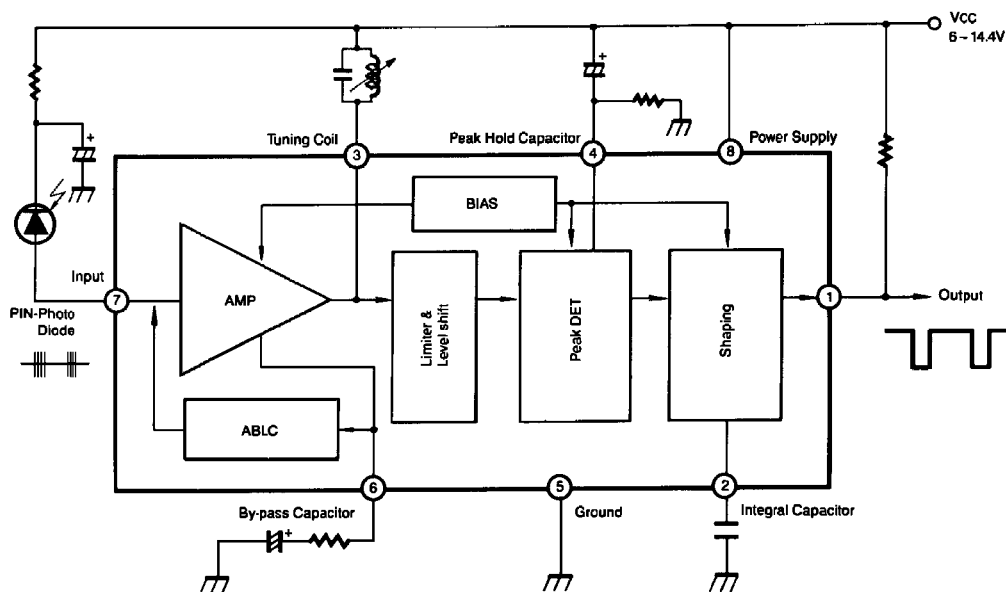 VCC
6 ~ 14.4V
Tuning Coil
3
Peak Hold Capacitor
4
8
Power Supply
BIAS
Input
7
PIN-Photo
Diode
AMP
Limiter &
Level shift
Peak DET
Shaping
1
Output
ABLC
6
5
2
By-pass Capacitor
Ground
Integral Capacitor
+
+
+